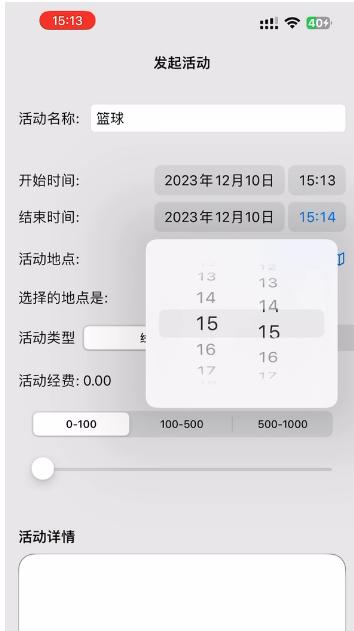 15:13
40
发起活动
活动名称: 篮球
开始时间: 2023年12月10日 15:13
结束时间: 2023年12月10日 15:14
活动地点:
12
13 13
14 14
选择的地点是:
15 15
活动类型
16 16
17 17
活动经费: 0.00
0-100 100-500 500-1000
活动详情